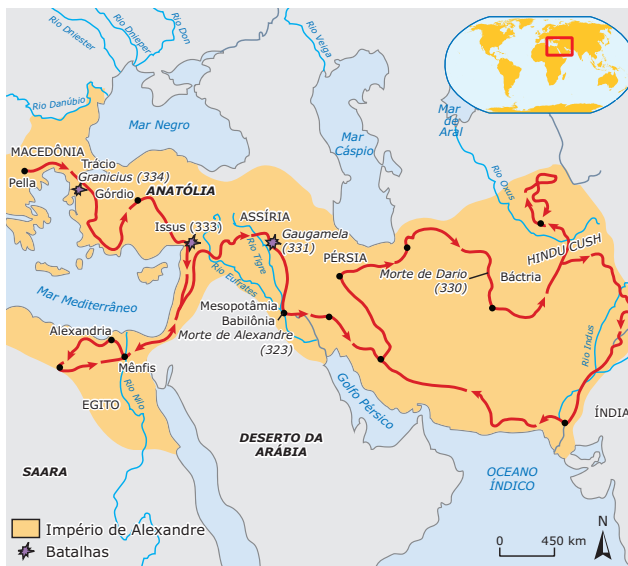 Rio Dniester
Rio Dnieper
Rio Don
Rio Volga
Rio Danúbio
Mar Negro
Mar
Cáspio
Mar
de Aral
Rio Oxus
MACEDÔNIA
Pella
Trácio
Granicius (334)
Górdio
ANATÓLIA
Issus (333)
ASSÍRIA
Gaugamela
(331)
Rio Tigre
Rio Eufrates
PÉRSIA
Morte de Dario
(330)
Báctria
HINDU CUSH
Mar Mediterrâneo
Mesopotâmia
Babilônia
Morte de Alexandre
(323)
Alexandria
Mênfis
EGITO
Rio Nilo
Golfo Pérsico
Rio Indus
ÍNDIA
DESERTO DA
ARÁBIA
SAARA
OCEANO
ÍNDICO
Império de Alexandre
Batalhas
0 450 km
N